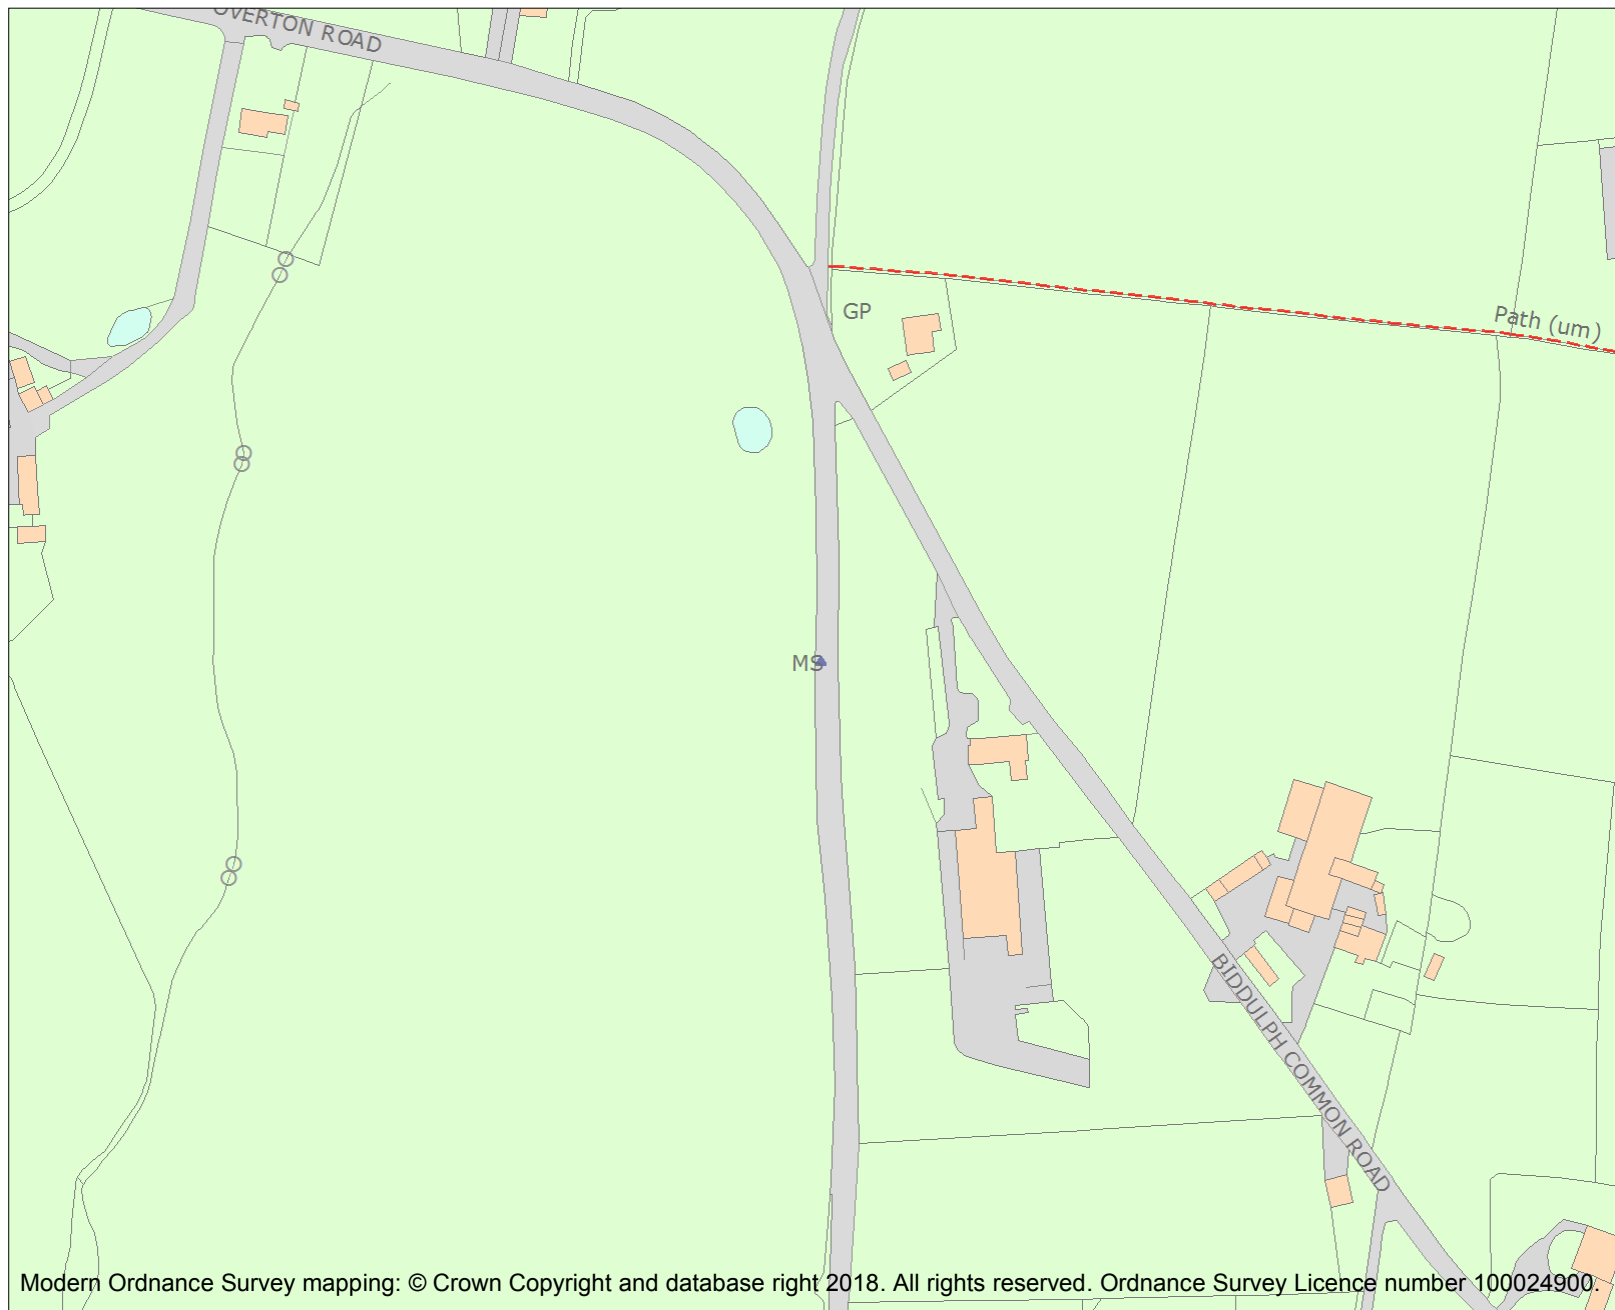 OVERTON ROAD
GP
Path (um)
MS
BIDDULPH COMMON ROAD
Modern Ordnance Survey mapping: © Crown Copyright and database right 2018. All rights reserved. Ordnance Survey Licence number 100024900.